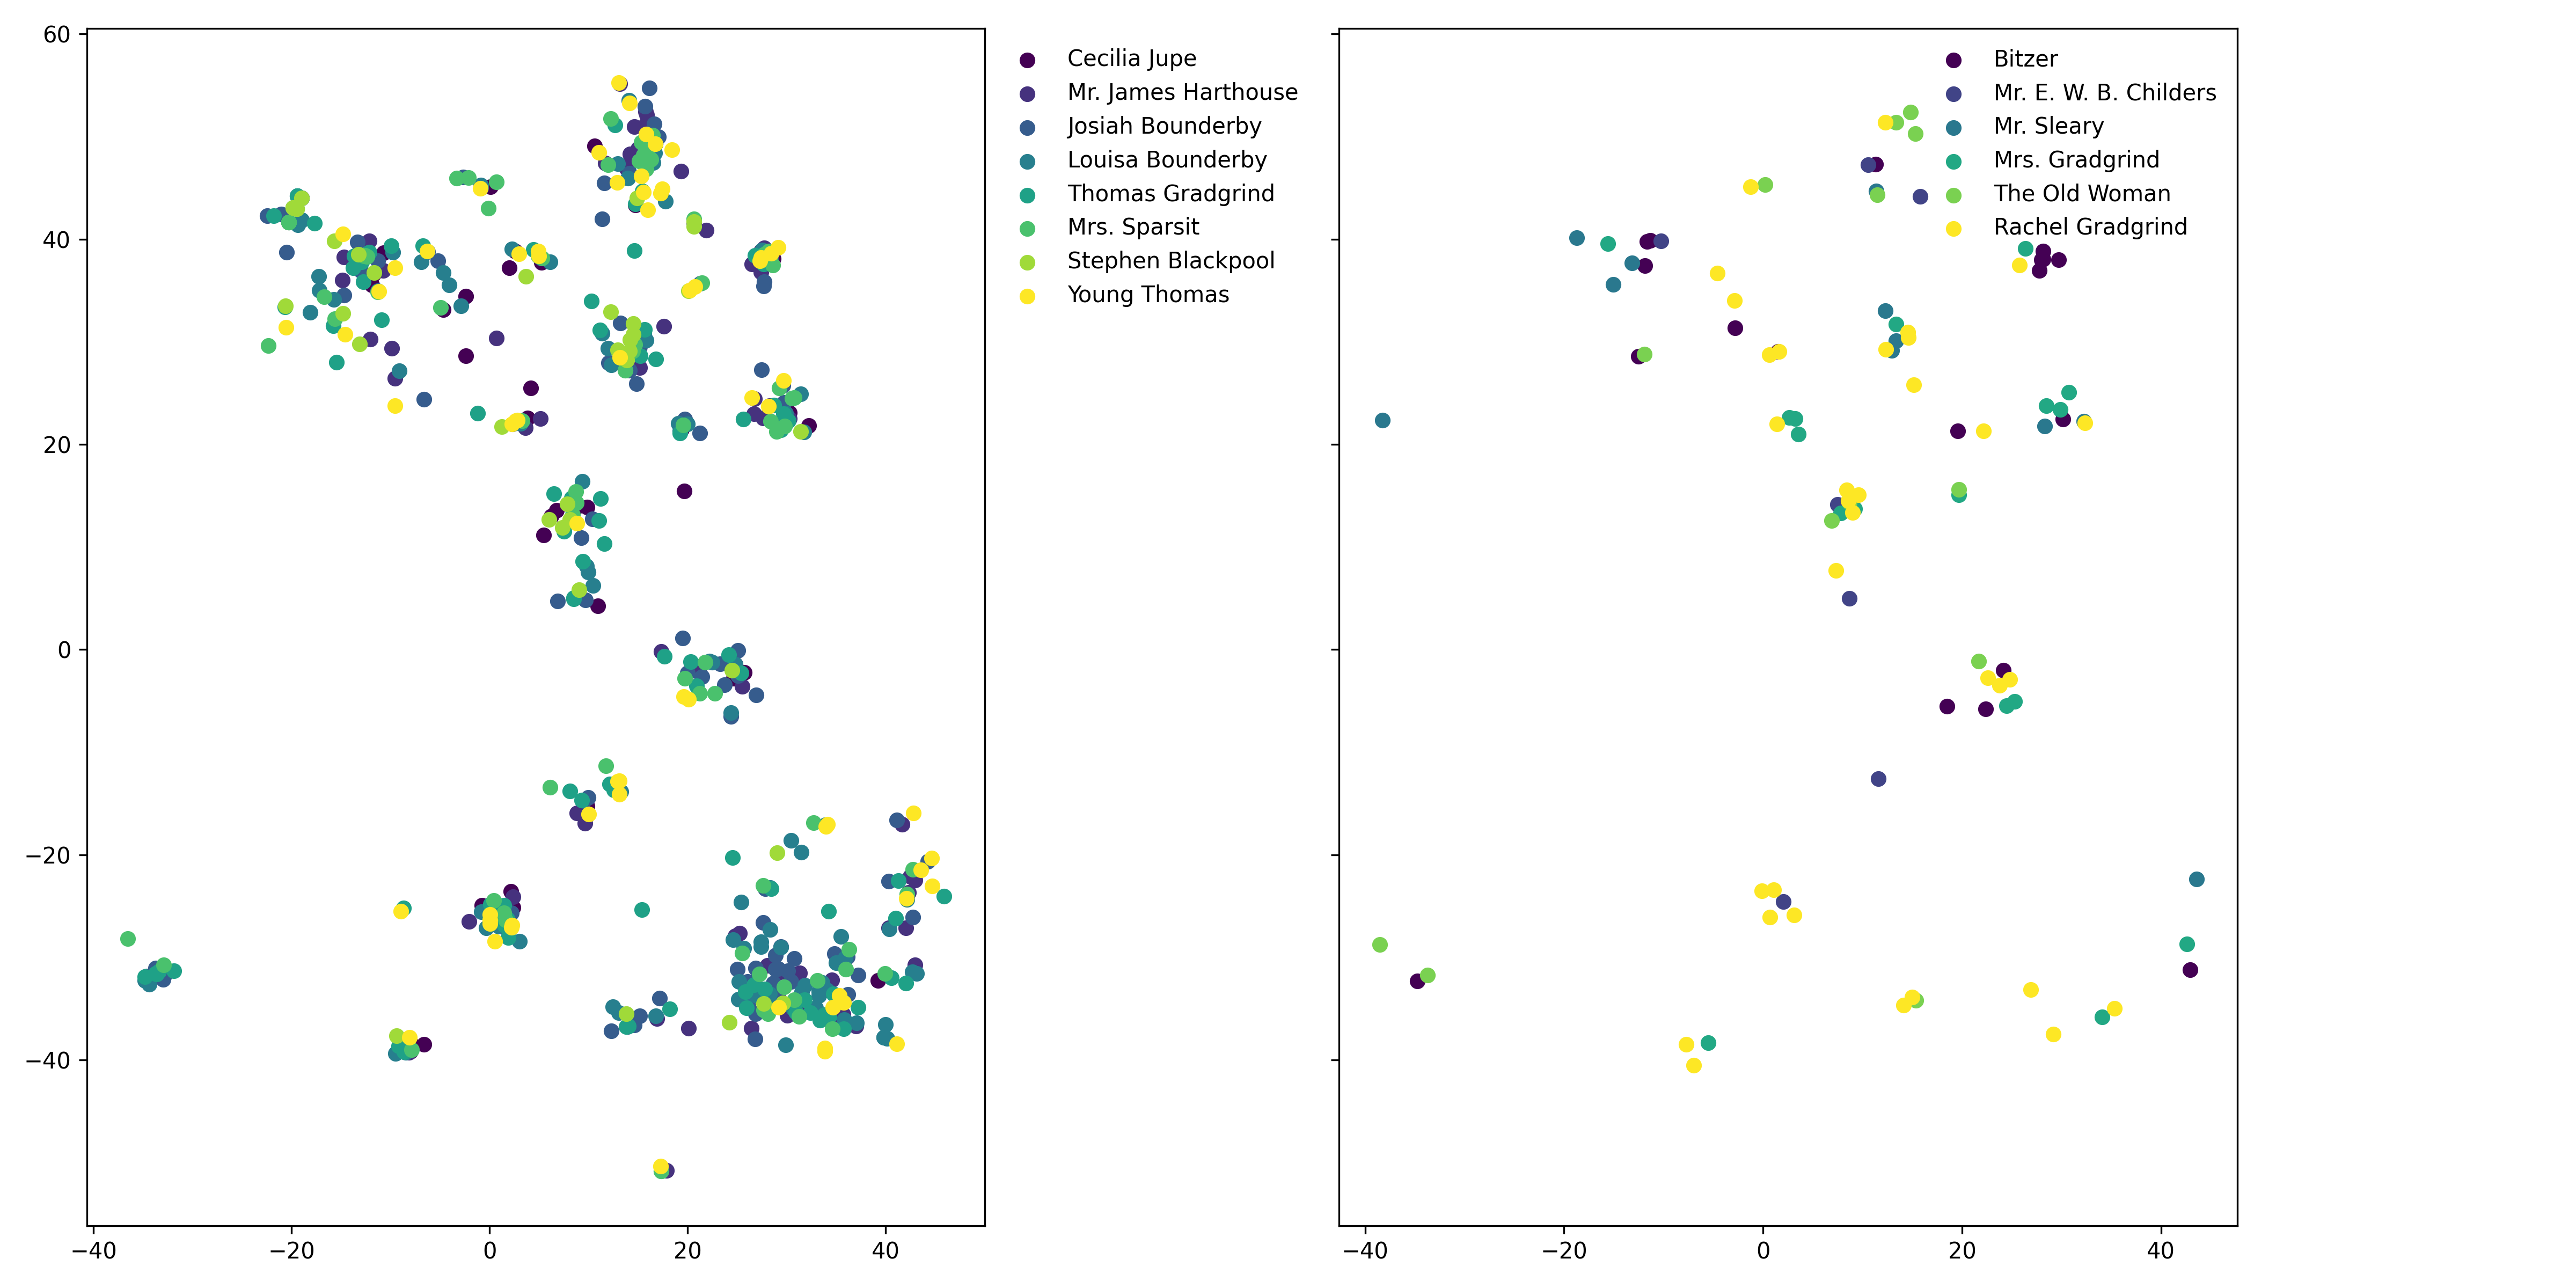 60
40
20
0
−20
−40
−40
−20
0
20
40
Cecilia Jupe
Mr. James Harthouse
Josiah Bounderby
Louisa Bounderby
Thomas Gradgrind
Mrs. Sparsit
Stephen Blackpool
Young Thomas
Bitzer
Mr. E. W. B. Childers
Mr. Sleary
Mrs. Gradgrind
The Old Woman
Rachel Gradgrind
−40
−20
0
20
40